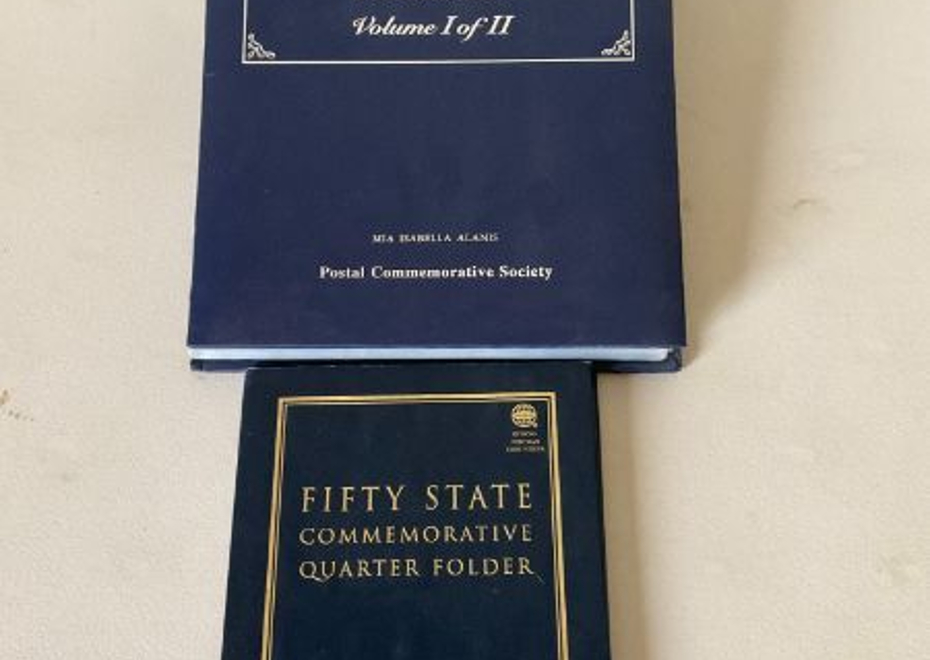 Volume I of II
MIA ISABELLA ALANIS
Postal Commemorative Society
FIFTY STATE
COMMEMORATIVE
QUARTER FOLDER